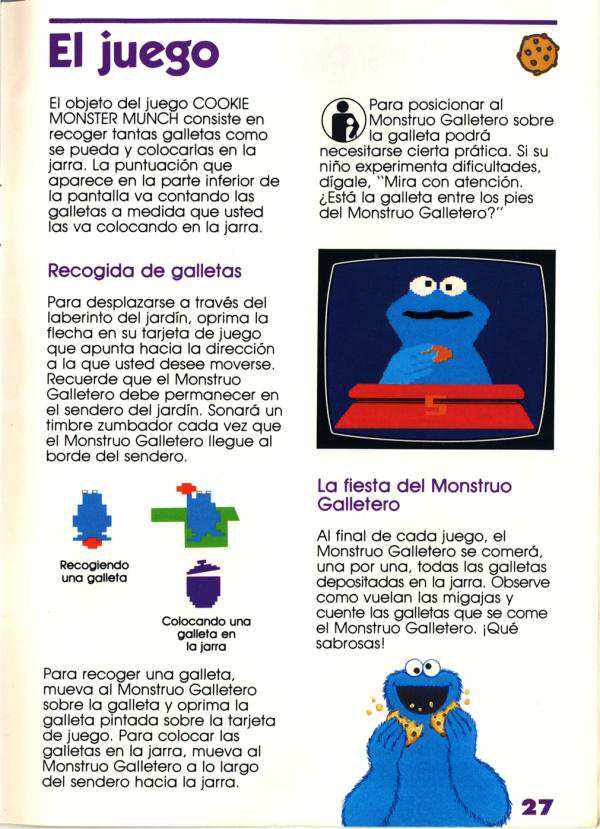 El juego
El objeto del juego COOKIE
MONSTER MUNCH consiste en
recoger tantas galletas como
se pueda y colocarlas en la
jarra. La puntuación que
aparece en la parte inferior de
la pantalla va contando las
galletas a medida que usted
las va colocando en la jarra.
Recogida de galletas
Para desplazarse a través del
laberinto del jardín, oprima la
flecha en su tarjeta de juego
que apunta hacia la dirección
a la que usted desee moverse.
Recuerde que el Monstruo
Galletero debe permanecer en
el sendero del jardín. Sonará un
timbre zumbador cada vez que
el Monstruo Galletero llegue al
borde del sendero.
Recogiendo
una galleta
Colocando una
galleta en
la jarra
Para recoger una galleta,
mueva al Monstruo Galletero
sobre la galleta y oprima la
galleta pintada sobre la tarjeta
de juego. Para colocar las
galletas en la jarra, mueva al
Monstruo Galletero a lo largo
del sendero hacia la jarra.
Para posicionar al
Monstruo Galletero sobre
la galleta podrá
necesitarse cierta prática. Si su
niño experimenta dificultades,
dígale, "Mira con atención.
¿Está la galleta entre los pies
del Monstruo Galletero?"
5
La fiesta del Monstruo
Galletero
Al final de cada juego, el
Monstruo Galletero se comerá,
una por una, todas las galletas
depositadas en la jarra. Observe
como vuelan las migajas y
cuente las galletas que se come
el Monstruo Galletero. ¡Qué
sabrosas!
27